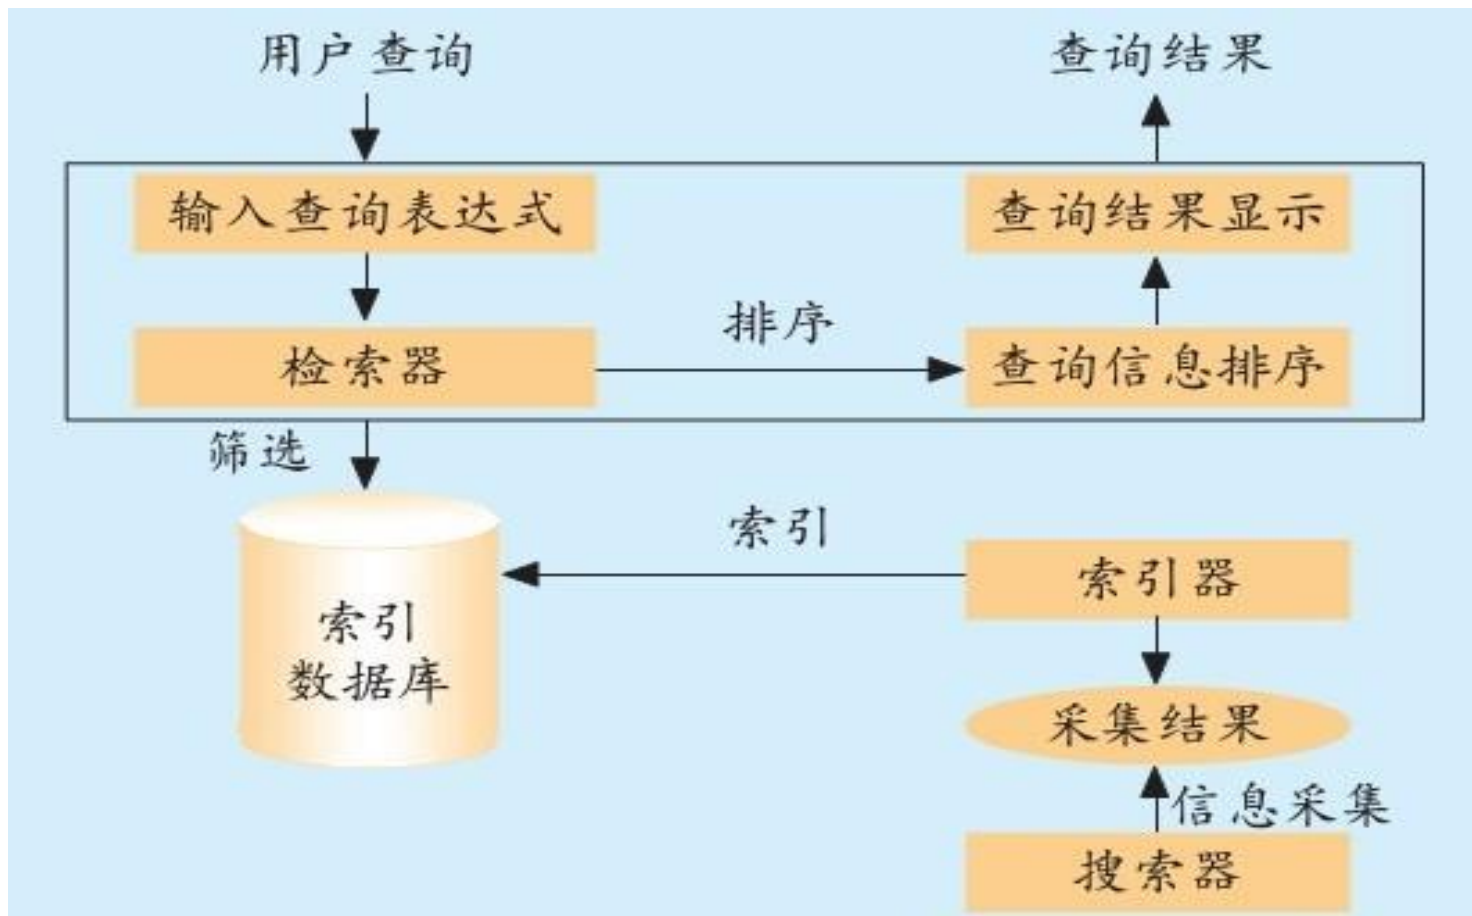 用户查询
查询结果
输入查询表达式
查询结果显示
检索器
排序
查询信息排序
筛选
索引
索引器
索引
数据库
采集结果
信息采集
搜索器